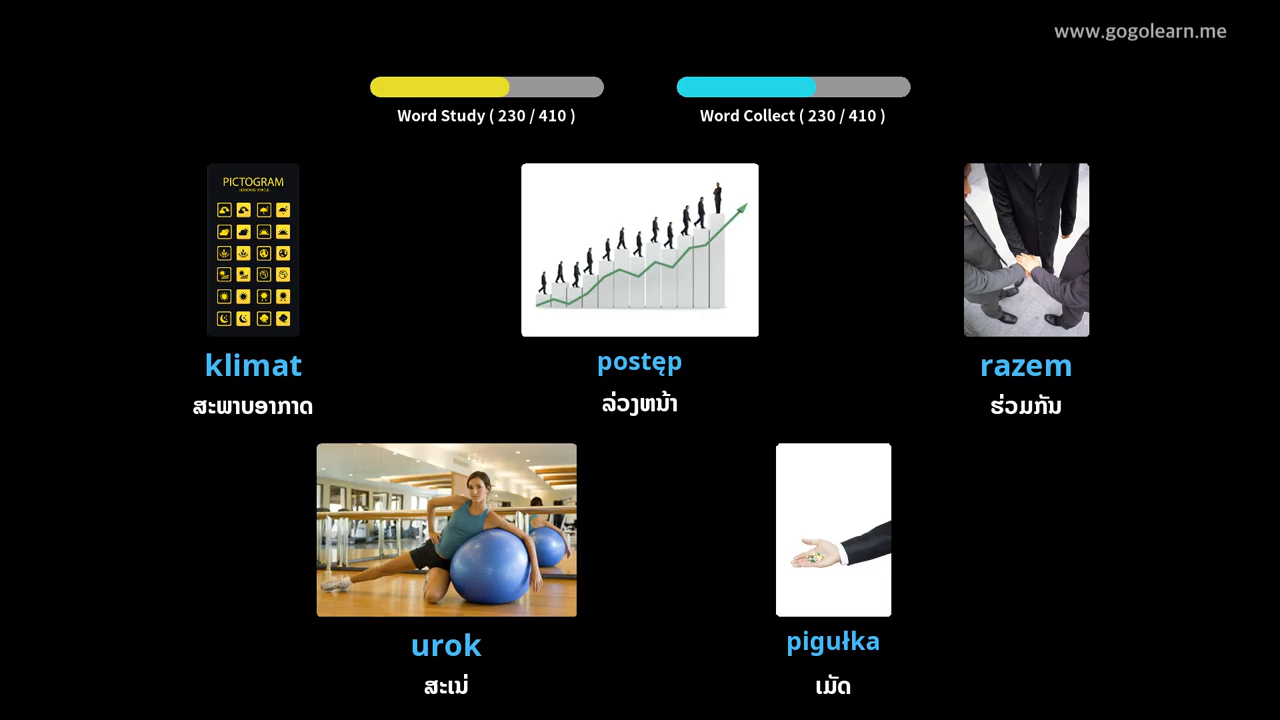 www.gogolearn.me
Word Study ( 230 / 410 )
Word Collect ( 230 / 410 )
PICTOGRAM
klimat
ສະພາບອາກາດ
postęp
ລ່ວງຫນ້າ
razem
ຮ່ວມກັນ
urok
ສະເນ່
pigułka
ເມັດ